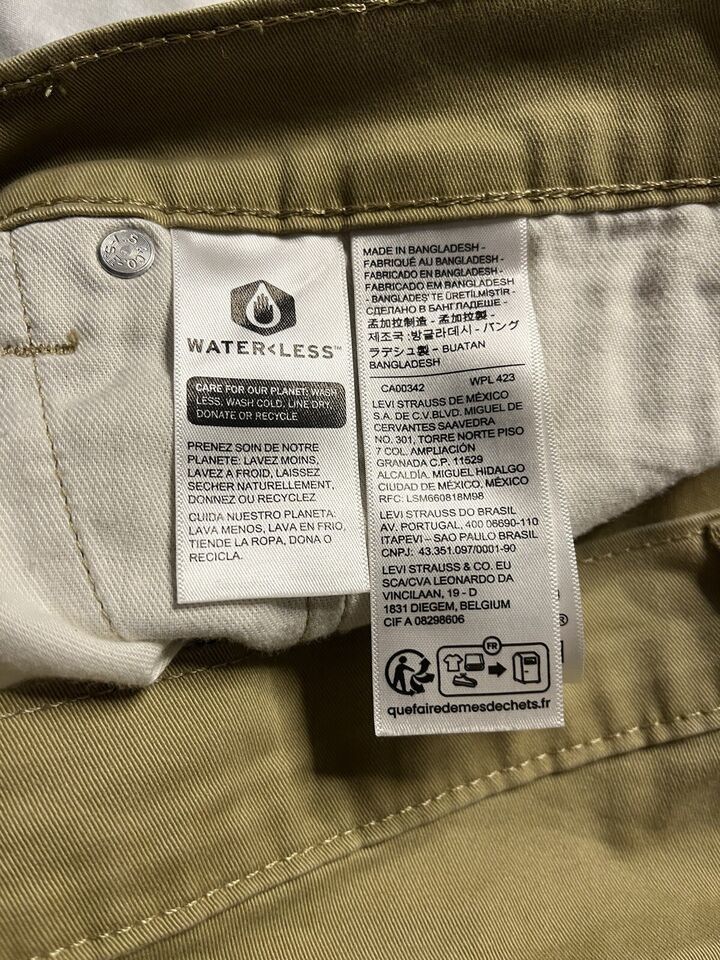 WATER<LESS™
CARE FOR OUR PLANET: WASH
LESS, WASH COLD, LINE DRY,
DONATE OR RECYCLE
PRENEZ SOIN DE NOTRE
PLANETE: LAVEZ MOINS,
LAVEZ A FROID, LAISSEZ
SECHER NATURELLEMENT,
DONNEZ OU RECYCLEZ
CUIDA NUESTRO PLANETA:
LAVA MENOS, LAVA EN FRIO,
TIENDE LA ROPA, DONA O
RECICLA.
MADE IN BANGLADESH -
FABRIQUÉ AU BANGLADESH -
FABRICADO EN BANGLADESH -
FABRICADO EM BANGLADESH
- BANGLADEŞ'TE ÜRETİLMİŞTİR -
СДЕЛАНО В БАНГЛАДЕШЕ -
孟加拉制造 - 孟加拉製 -
제조국 :방글라데시 - バング
ラデシュ製 - BUATAN
BANGLADESH
CA00342 WPL 423
LEVI STRAUSS DE MÉXICO
S.A. DE C.V.BLVD. MIGUEL DE
CERVANTES SAAVEDRA
NO. 301, TORRE NORTE PISO
7 COL. AMPLIACIÓN
GRANADA C.P. 11529
ALCALDÍA. MIGUEL HIDALGO
CIUDAD DE MÉXICO, MÉXICO
RFC: LSM660818M98
LEVI STRAUSS DO BRASIL
AV. PORTUGAL, 400 06690-110
ITAPEVI – SAO PAULO BRASIL
CNPJ: 43.351.097/0001-90
LEVI STRAUSS & CO. EU
SCA/CVA LEONARDO DA
VINCILAAN, 19 - D
1831 DIEGEM, BELGIUM
CIF A 08298606
FR
quefairedemesdechets.fr
®